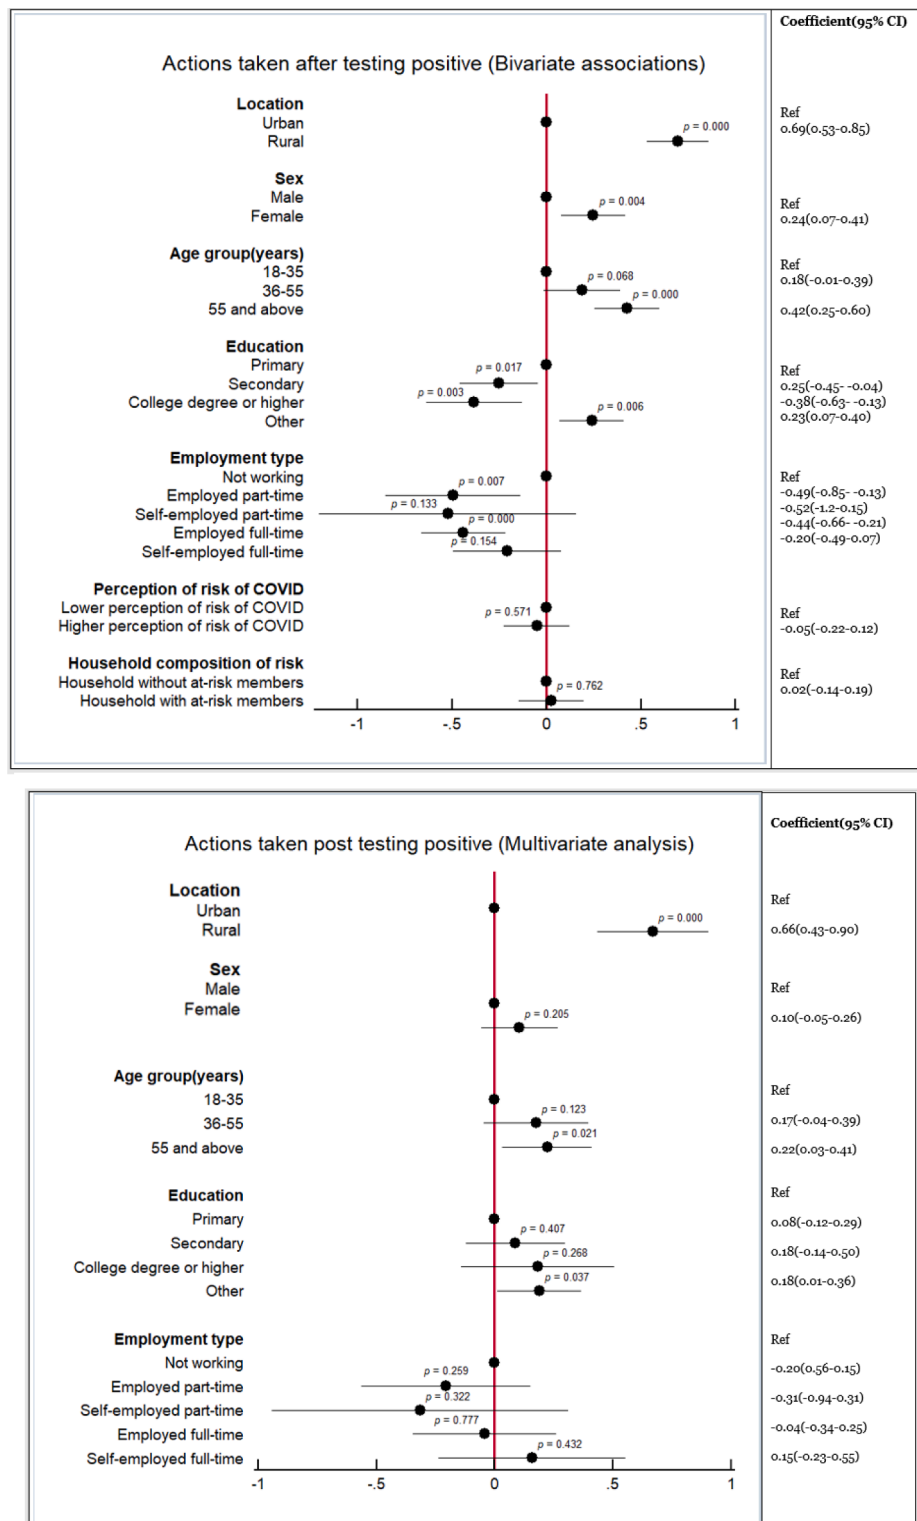 Coefficient(95% CI)
Actions taken after testing positive (Bivariate associations)
Location
Urban
Ref
Rural
p = 0.000
0.69(0.53-0.85)
Sex
Male
Ref
Female
p = 0.004
0.24(0.07-0.41)
Age group(years)
18-35
Ref
36-55
p = 0.068
0.18(-0.01-0.39)
55 and above
p = 0.000
0.42(0.25-0.60)
Education
Primary
Ref
Secondary
p = 0.017
0.25(-0.45- -0.04)
College degree or higher
p = 0.003
-0.38(-0.63- -0.13)
Other
p = 0.006
0.23(0.07-0.40)
Employment type
Not working
Ref
Employed part-time
p = 0.007
-0.49(-0.85- -0.13)
Self-employed part-time
p = 0.133
-0.52(-1.2-0.15)
Employed full-time
p = 0.000
-0.44(-0.66- -0.21)
Self-employed full-time
p = 0.154
-0.20(-0.49-0.07)
Perception of risk of COVID
Lower perception of risk of COVID
Ref
Higher perception of risk of COVID
p = 0.571
-0.05(-0.22-0.12)
Household composition of risk
Household without at-risk members
Ref
Household with at-risk members
p = 0.762
0.02(-0.14-0.19)
-1 -.5 0 .5 1
Coefficient(95% CI)
Actions taken post testing positive (Multivariate analysis)
Location
Urban
Ref
Rural
p = 0.000
0.66(0.43-0.90)
Sex
Male
Ref
Female
p = 0.205
0.10(-0.05-0.26)
Age group(years)
18-35
Ref
36-55
p = 0.123
0.17(-0.04-0.39)
55 and above
p = 0.021
0.22(0.03-0.41)
Education
Primary
Ref
Secondary
p = 0.407
0.08(-0.12-0.29)
College degree or higher
p = 0.268
0.18(-0.14-0.50)
Other
p = 0.037
0.18(0.01-0.36)
Employment type
Not working
Ref
Employed part-time
p = 0.259
-0.20(0.56-0.15)
Self-employed part-time
p = 0.322
-0.31(-0.94-0.31)
Employed full-time
p = 0.777
-0.04(-0.34-0.25)
Self-employed full-time
p = 0.432
0.15(-0.23-0.55)
-1 -.5 0 .5 1